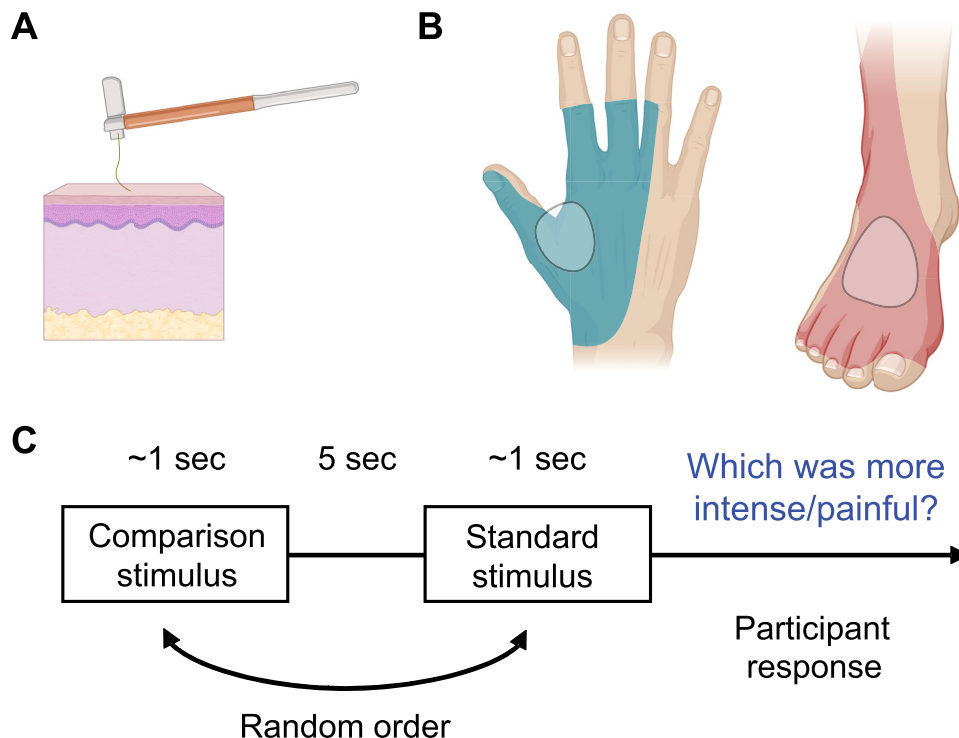 A
B
C
~1 sec
5 sec
~1 sec
Which was more
intense/painful?
Comparison
stimulus
Standard
stimulus
Participant
response
Random order